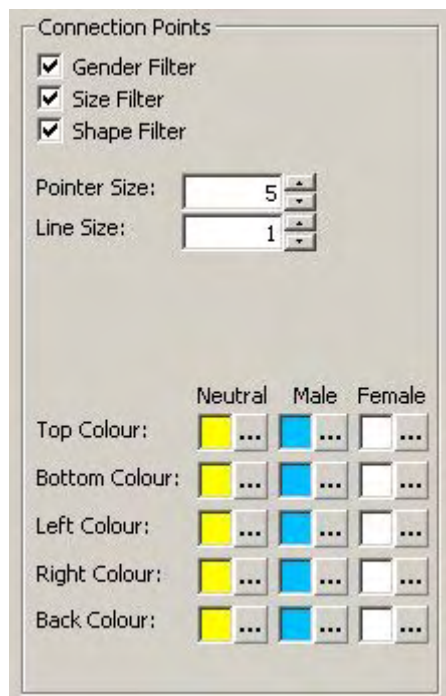 Connection Points
Gender Filter
Size Filter
Shape Filter
Pointer Size: 5
Line Size: 1
Neutral Male Female
Top Colour: ... ... ...
Bottom Colour: ... ... ...
Left Colour: ... ... ...
Right Colour: ... ... ...
Back Colour: ... ... ...